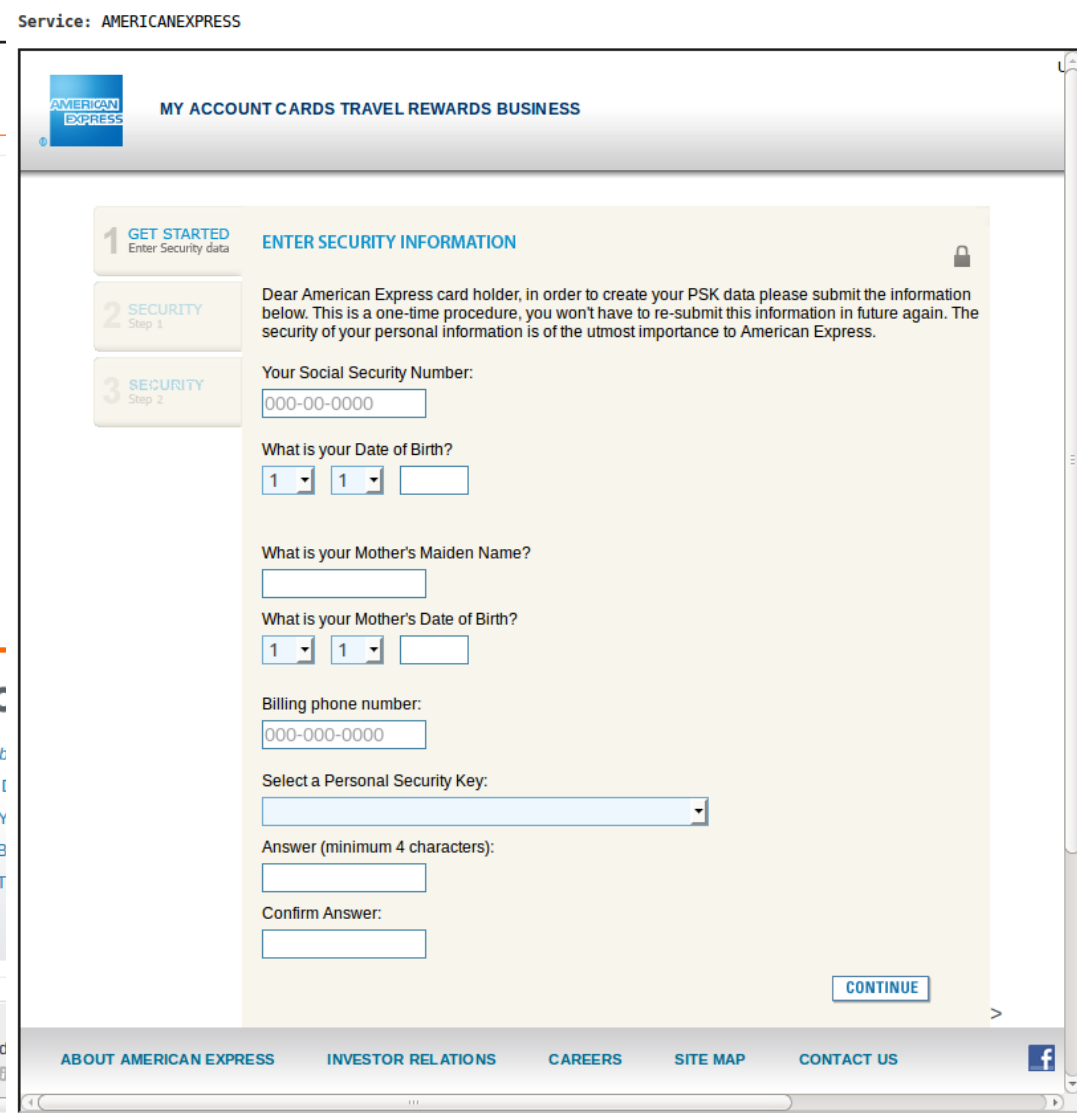 Service: AMERICANEXPRESS
AMERICAN
EXPRESS
®
MY ACCOUNT CARDS TRAVEL REWARDS BUSINESS
1 GET STARTED
Enter Security data
2 SECURITY
Step 1
3 SECURITY
Step 2
ENTER SECURITY INFORMATION
Dear American Express card holder, in order to create your PSK data please submit the information
below. This is a one-time procedure, you won't have to re-submit this information in future again. The
security of your personal information is of the utmost importance to American Express.
Your Social Security Number:
000-00-0000
What is your Date of Birth?
1 1
What is your Mother's Maiden Name?
What is your Mother's Date of Birth?
1 1
Billing phone number:
000-000-0000
Select a Personal Security Key:
Answer (minimum 4 characters):
Confirm Answer:
CONTINUE
>
ABOUT AMERICAN EXPRESS INVESTOR RELATIONS CAREERS SITE MAP CONTACT US f